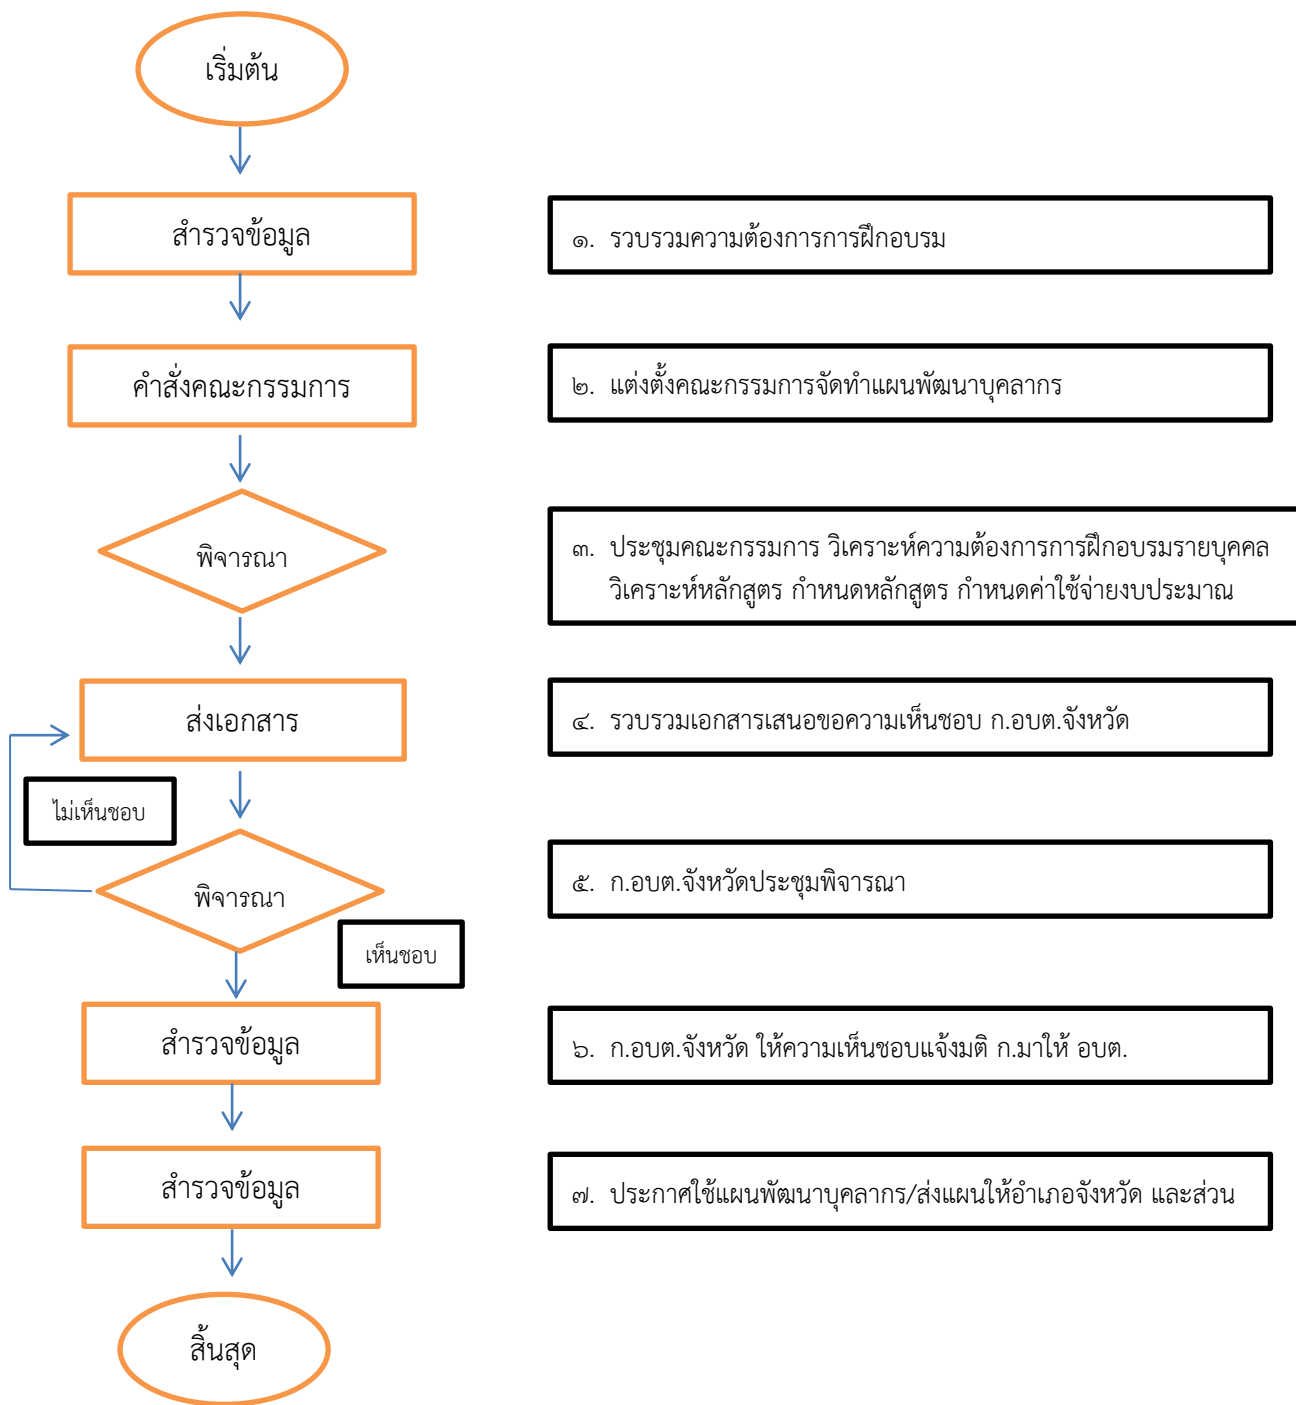 เริ่มต้น
สำรวจข้อมูล
๑. รวบรวมความต้องการการฝึกอบรม
คำสั่งคณะกรรมการ
๒. แต่งตั้งคณะกรรมการจัดทำแผนพัฒนาบุคลากร
พิจารณา
๓. ประชุมคณะกรรมการ วิเคราะห์ความต้องการการฝึกอบรมรายบุคคล
วิเคราะห์หลักสูตร กำหนดหลักสูตร กำหนดค่าใช้จ่ายงบประมาณ
ส่งเอกสาร
๔. รวบรวมเอกสารเสนอขอความเห็นชอบ ก.อบต.จังหวัด
ไม่เห็นชอบ
พิจารณา
๕. ก.อบต.จังหวัดประชุมพิจารณา
เห็นชอบ
สำรวจข้อมูล
๖. ก.อบต.จังหวัด ให้ความเห็นชอบแจ้งมติ ก.มาให้ อบต.
สำรวจข้อมูล
๗. ประกาศใช้แผนพัฒนาบุคลากร/ส่งแผนให้อำเภอจังหวัด และส่วน
สิ้นสุด